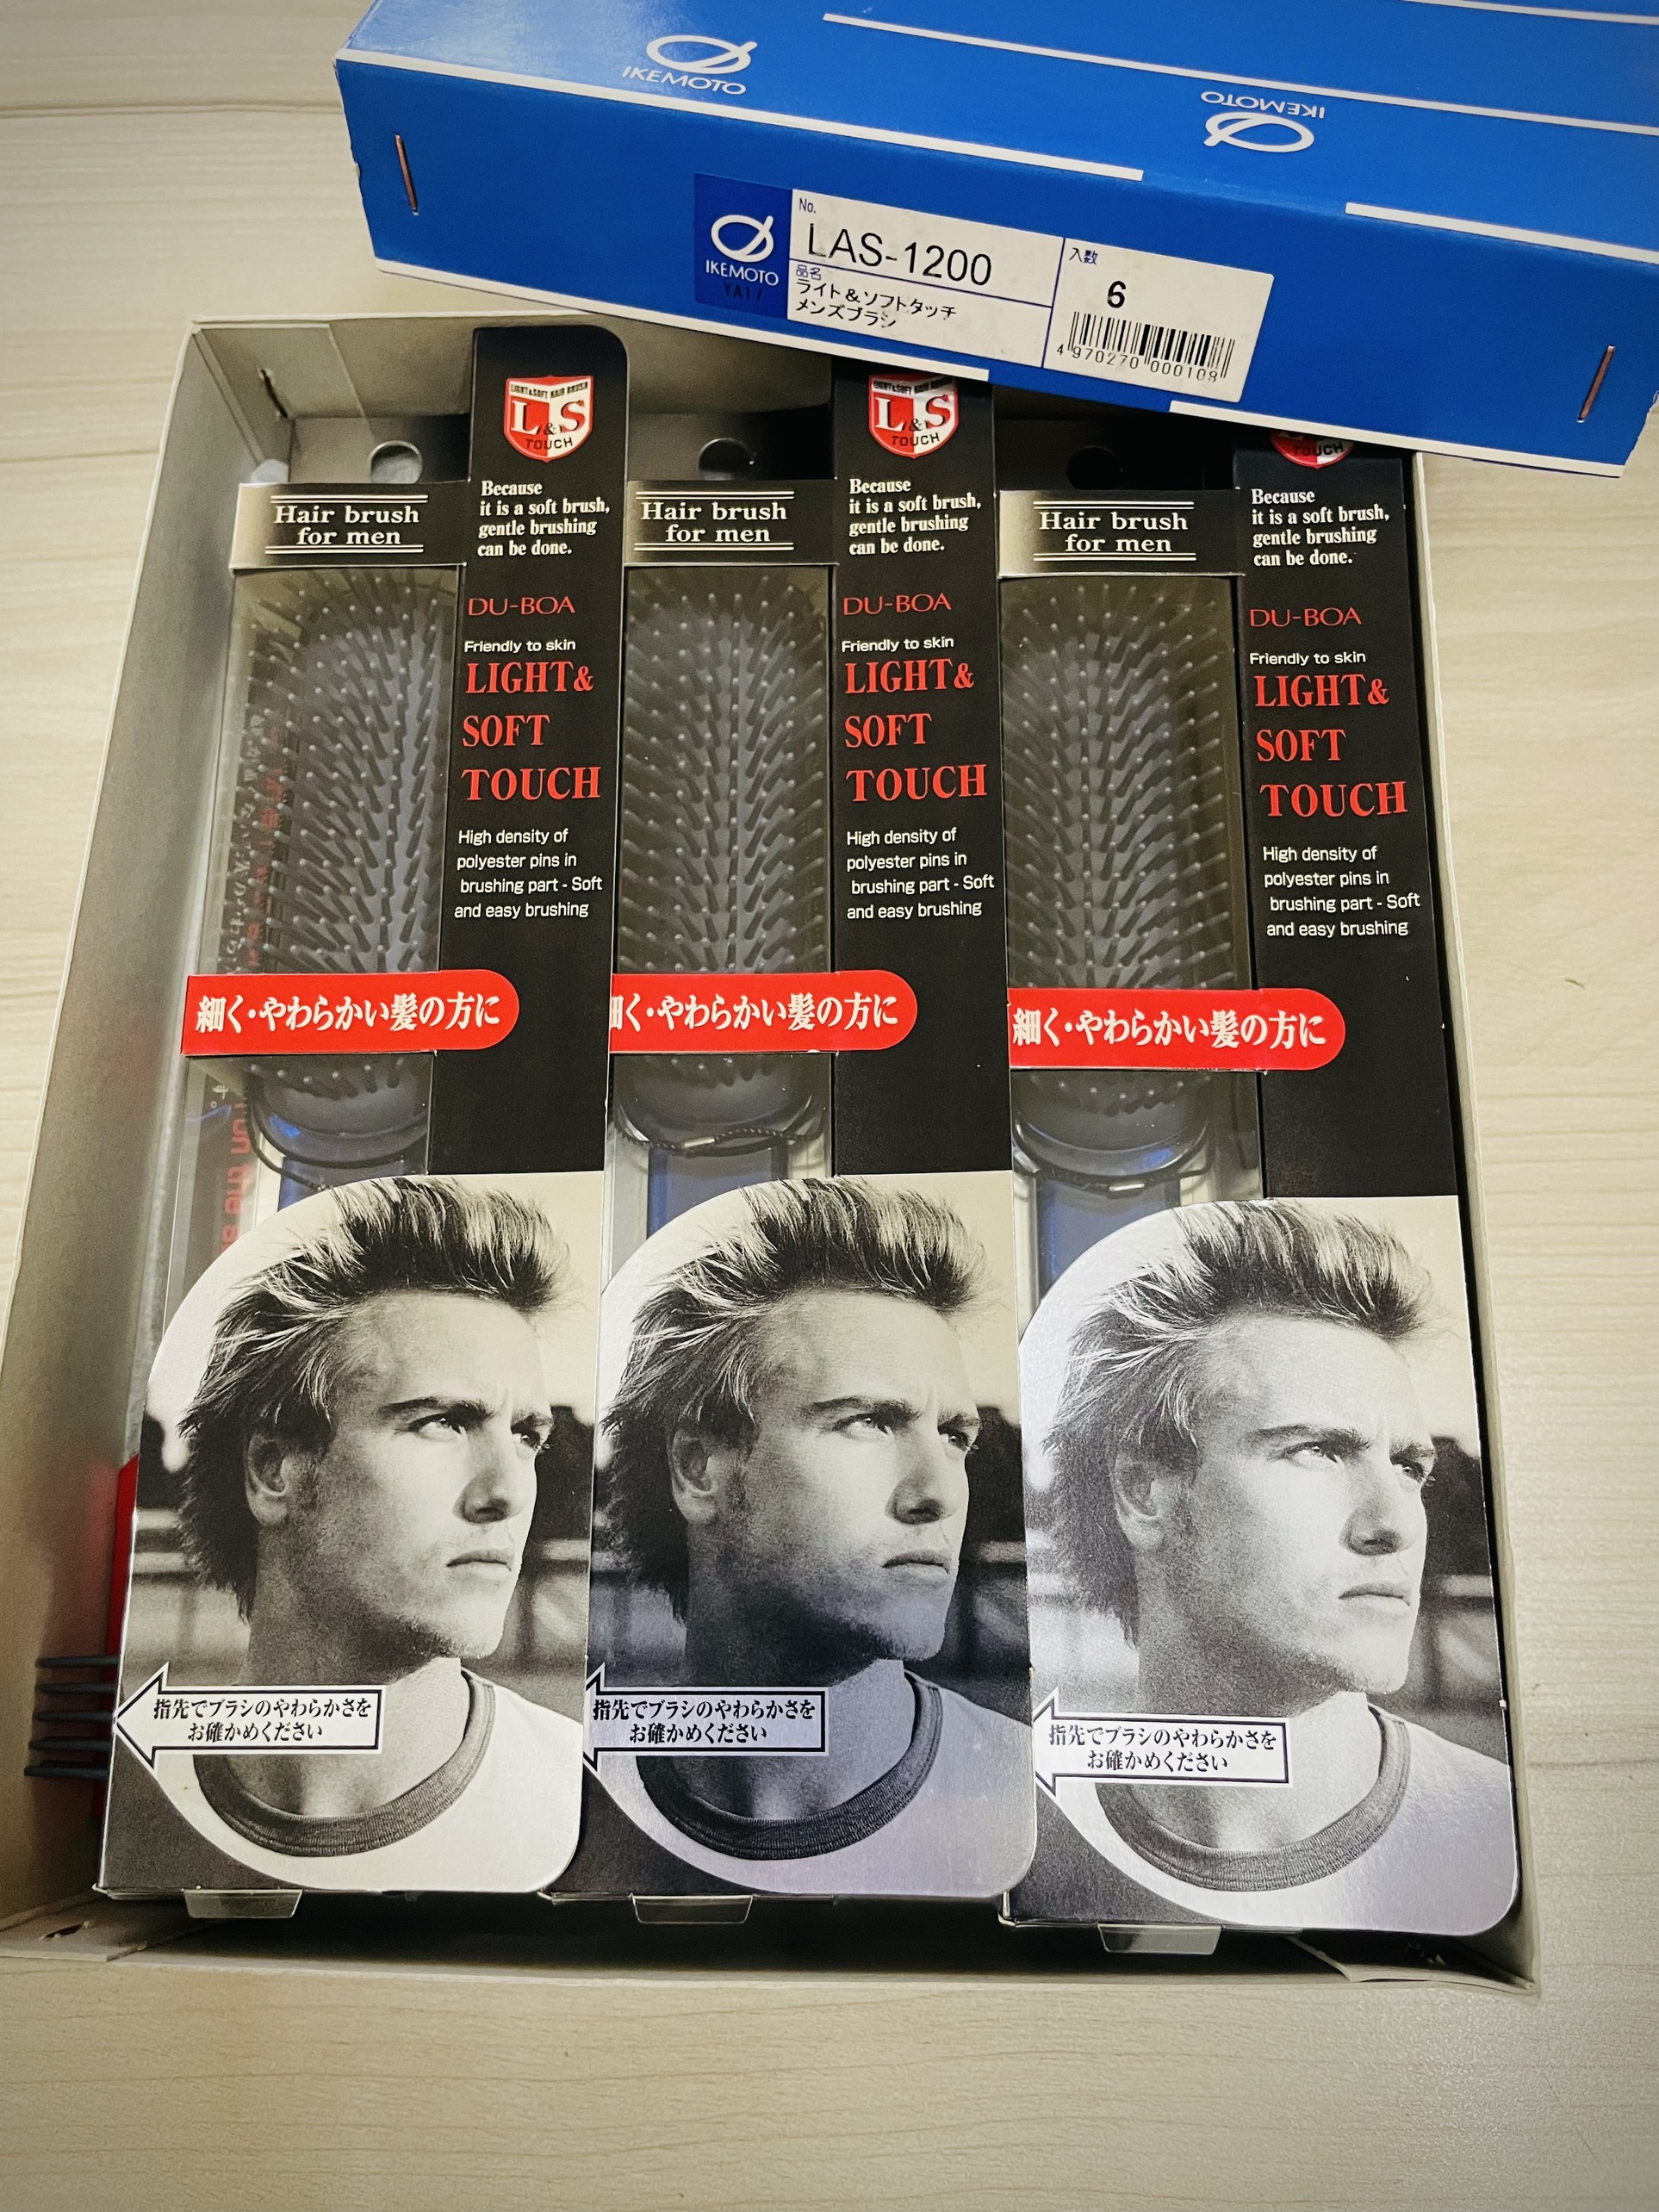 IKEMOTO
IKEMOTO
IKEMOTO
No.
LAS-1200
品名
ライト&ソフトタッチ
メンズブラシ
入数
6
4 970270 000108
LIGHT&SOFT HAIR BRUSH
L&S
TOUCH
Hair brush
for men
Because
it is a soft brush,
gentle brushing
can be done.
DU-BOA
Friendly to skin
LIGHT&
SOFT
TOUCH
High density of
polyester pins in
brushing part - Soft
and easy brushing
細く・やわらかい髪の方に
指先でブラシのやわらかさを
お確かめください
LIGHT&SOFT HAIR BRUSH
L&S
TOUCH
Hair brush
for men
Because
it is a soft brush,
gentle brushing
can be done.
DU-BOA
Friendly to skin
LIGHT&
SOFT
TOUCH
High density of
polyester pins in
brushing part - Soft
and easy brushing
細く・やわらかい髪の方に
指先でブラシのやわらかさを
お確かめください
TOUCH
Hair brush
for men
Because
it is a soft brush,
gentle brushing
can be done.
DU-BOA
Friendly to skin
LIGHT&
SOFT
TOUCH
High density of
polyester pins in
brushing part - Soft
and easy brushing
細く・やわらかい髪の方に
指先でブラシのやわらかさを
お確かめください